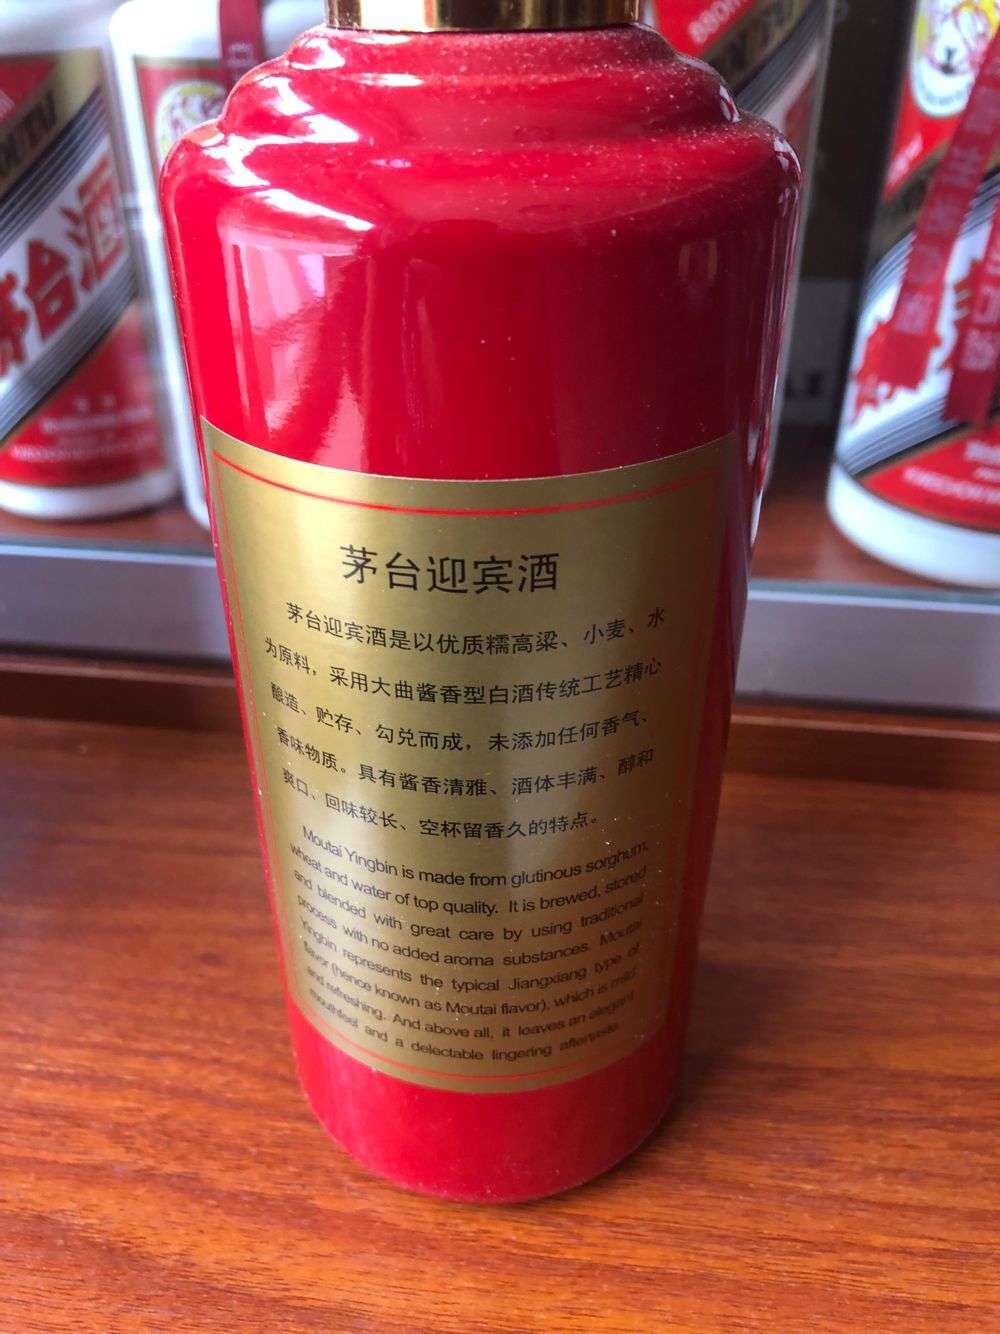 茅台酒
茅台迎宾酒
茅台迎宾酒是以优质糯高粱、小麦、水
为原料，采用大曲酱香型白酒传统工艺精心
酿造、贮存、勾兑而成，未添加任何香气、
香味物质。具有酱香清雅、酒体丰满、醇和
爽口、回味较长、空杯留香久的特点。
Moutai Yingbin is made from glutinous sorghum,
wheat and water of top quality. It is brewed, stored
and blended with great care by using traditional
process with no added aroma substances. Moutai
Yingbin represents the typical Jiangxiang type of
flavor (hence known as Moutai flavor), which is mild
and refreshing. And above all, it leaves an elegant
mouthfeel and a delectable lingering aftertaste.